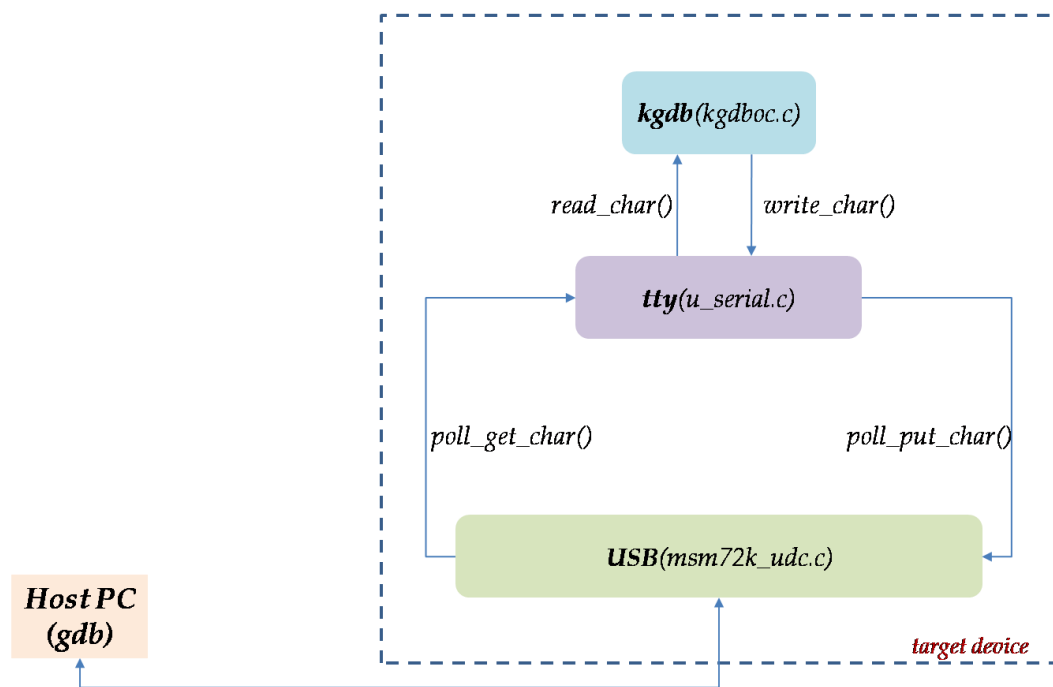 kgdb(kgdboc.c)
read_char()
write_char()
tty(u_serial.c)
poll_get_char()
poll_put_char()
USB(msm72k_udc.c)
Host PC
(gdb)
target device